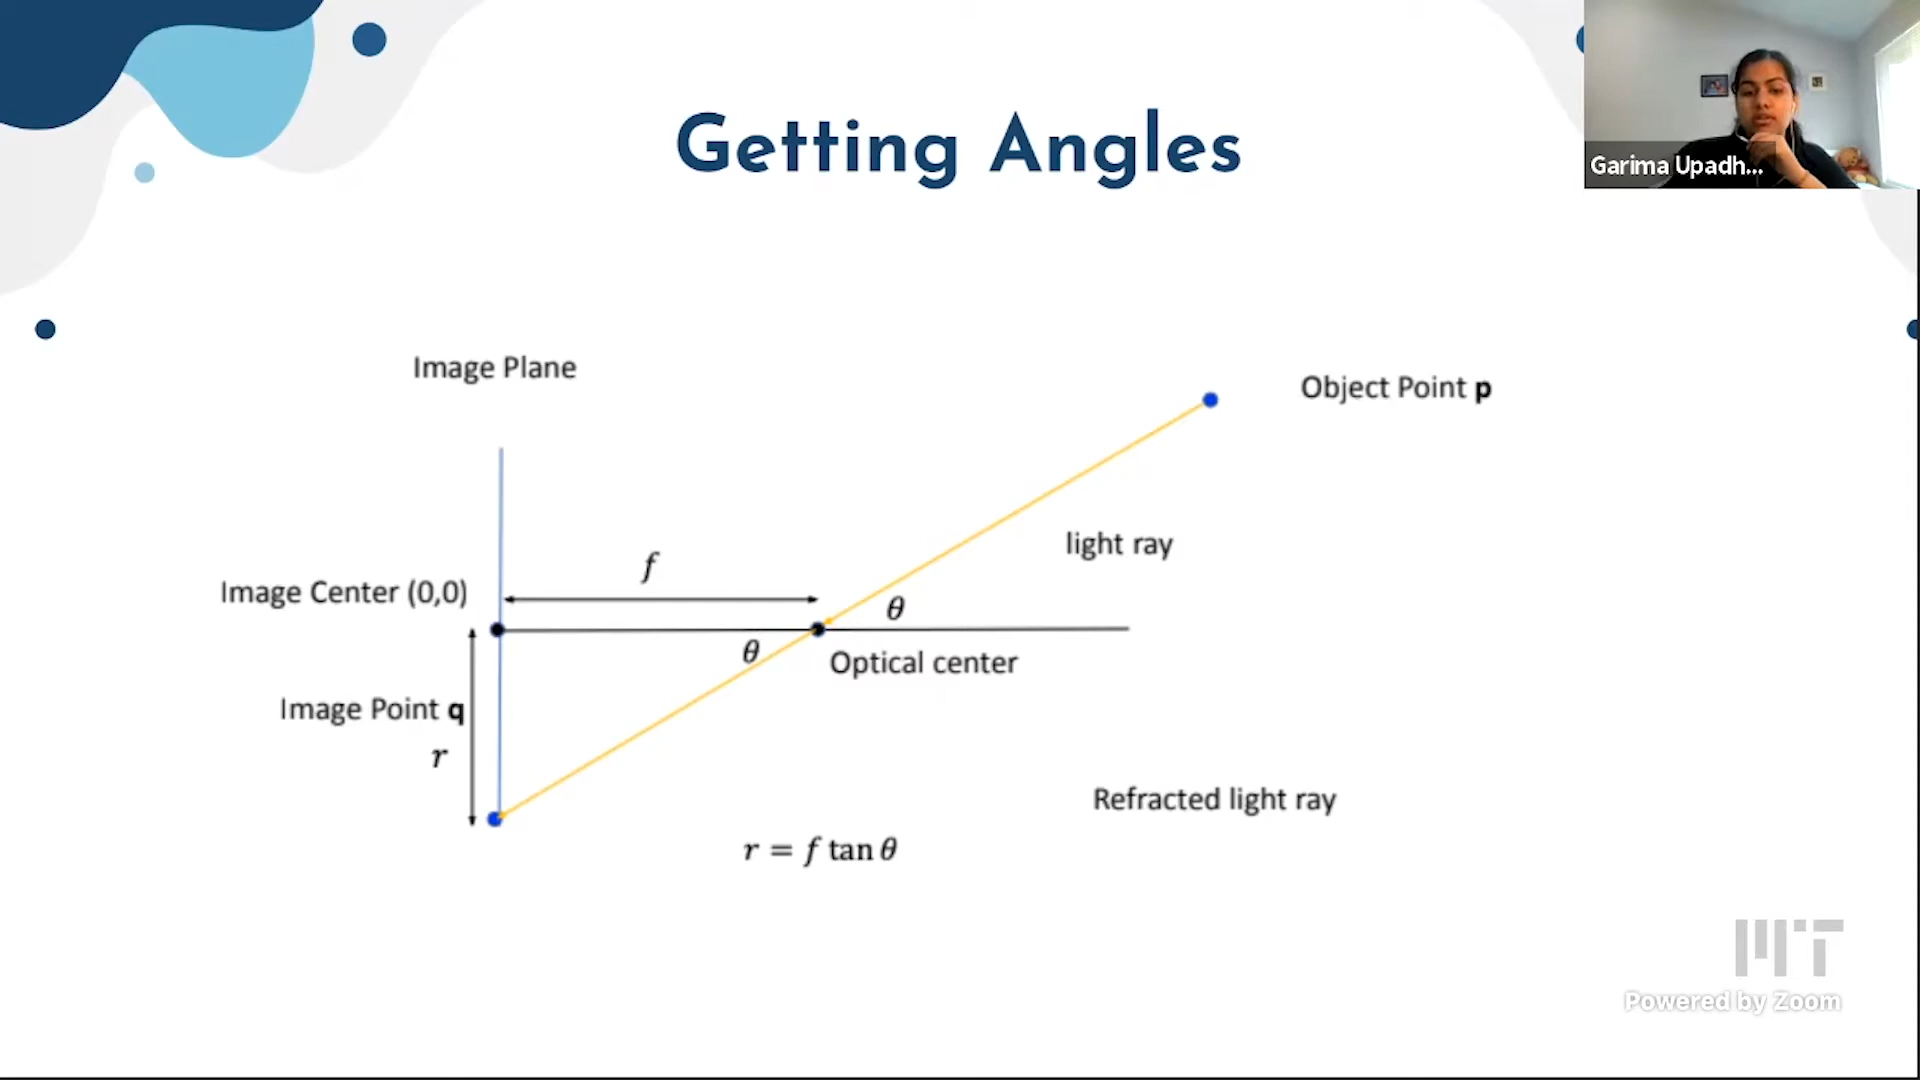 Getting Angles
Garima Upadh...
Image Plane
Object Point p
light ray
f
Image Center (0,0)
θ
θ
Optical center
Image Point q
r
Refracted light ray
r = f tan θ
MIT
Powered by Zoom